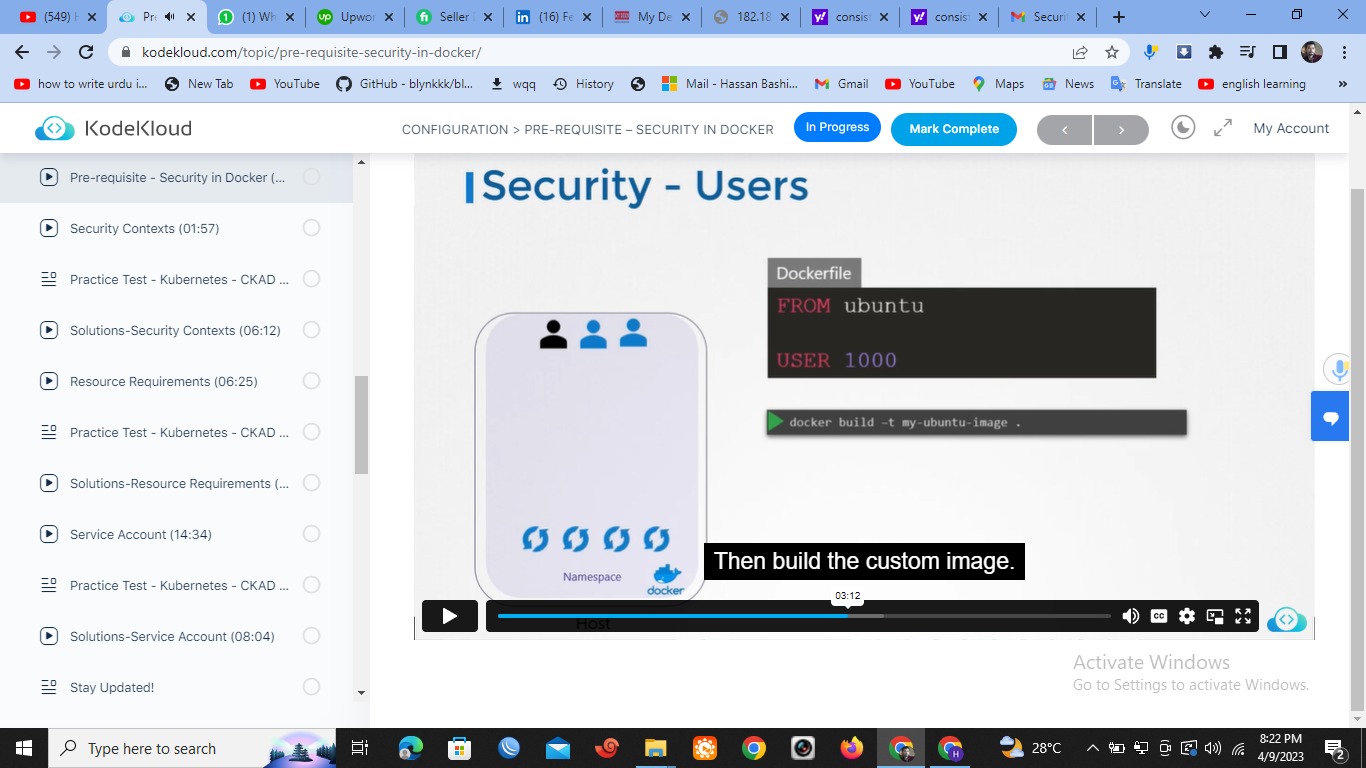 (549) H
Pre
(1) Wh
Upwor
Seller
(16) Fe
My De
182.18
consist
consist
Securit
kodekloud.com/topic/pre-requisite-security-in-docker/
how to write urdu i...
New Tab
YouTube
GitHub - blynkkk/bl...
wqq
History
Mail - Hassan Bashi...
Gmail
YouTube
Maps
News
Translate
english learning
»
KodeKloud
CONFIGURATION > PRE-REQUISITE – SECURITY IN DOCKER
In Progress
Mark Complete
My Account
Pre-requisite - Security in Docker (...
Security Contexts (01:57)
Practice Test - Kubernetes - CKAD ...
Solutions-Security Contexts (06:12)
Resource Requirements (06:25)
Practice Test - Kubernetes - CKAD ...
Solutions-Resource Requirements (...
Service Account (14:34)
Practice Test - Kubernetes - CKAD ...
Solutions-Service Account (08:04)
Stay Updated!
Security - Users
Dockerfile
FROM ubuntu
USER 1000
docker build –t my-ubuntu-image .
Namespace
docker
Host
Then build the custom image.
03:12
CC
Activate Windows
Go to Settings to activate Windows.
Type here to search
28°C
8:22 PM
4/9/2023
2